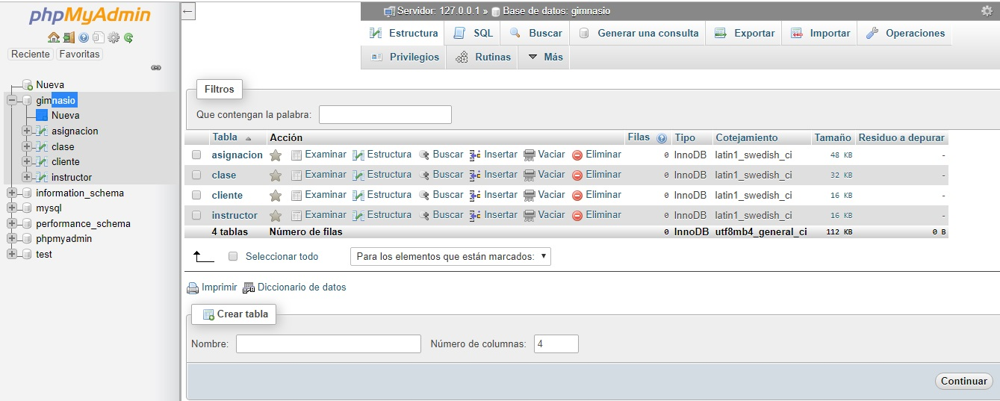 phpMyAdmin
Reciente Favoritas
Nueva
gimnasio
Nueva
asignacion
clase
cliente
instructor
information_schema
mysql
performance_schema
phpmyadmin
test
←
Servidor: 127.0.0.1 » Base de datos: gimnasio
Estructura SQL Buscar Generar una consulta Exportar Importar Operaciones
Privilegios Rutinas Más
Filtros
Que contengan la palabra:
Tabla Acción Filas Tipo Cotejamiento Tamaño Residuo a depurar
asignacion Examinar Estructura Buscar Insertar Vaciar Eliminar 0 InnoDB latin1_swedish_ci 48 KB -
clase Examinar Estructura Buscar Insertar Vaciar Eliminar 0 InnoDB latin1_swedish_ci 32 KB -
cliente Examinar Estructura Buscar Insertar Vaciar Eliminar 0 InnoDB latin1_swedish_ci 16 KB -
instructor Examinar Estructura Buscar Insertar Vaciar Eliminar 0 InnoDB latin1_swedish_ci 16 KB -
4 tablas Número de filas 0 InnoDB utf8mb4_general_ci 112 KB 0 B
Seleccionar todo Para los elementos que están marcados:
Imprimir Diccionario de datos
Crear tabla
Nombre: Número de columnas: 4
Continuar